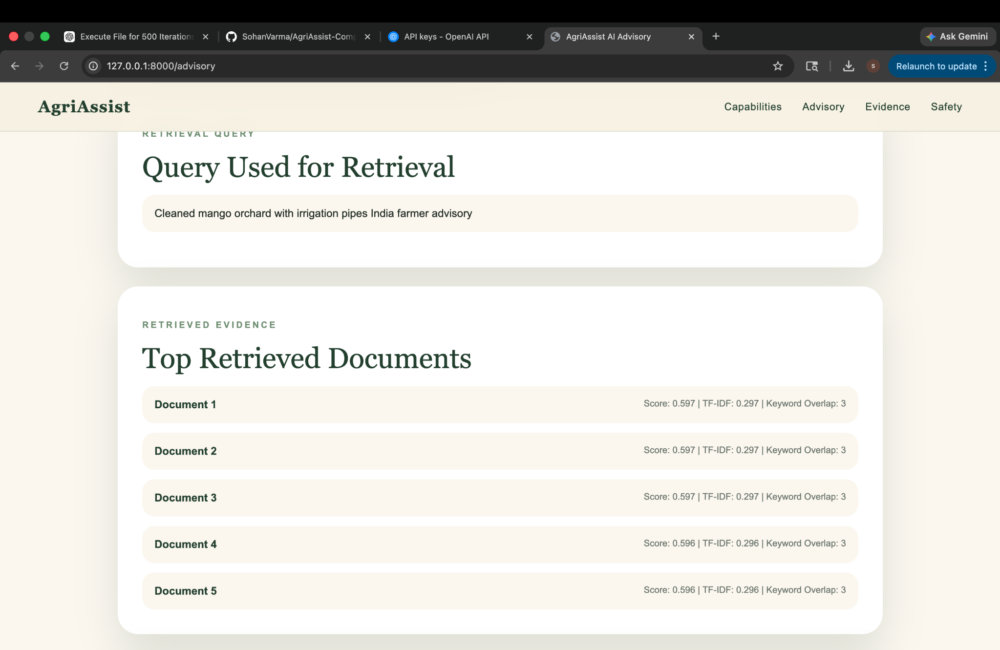 Execute File for 500 Iterations
SohanVarma/AgriAssist-Comp
API keys - OpenAI API
AgriAssist AI Advisory
Ask Gemini
127.0.0.1:8000/advisory
s
Relaunch to update
AgriAssist
Capabilities
Advisory
Evidence
Safety
RETRIEVAL QUERY
Query Used for Retrieval
Cleaned mango orchard with irrigation pipes India farmer advisory
RETRIEVED EVIDENCE
Top Retrieved Documents
Document 1
Score: 0.597 | TF-IDF: 0.297 | Keyword Overlap: 3
Document 2
Score: 0.597 | TF-IDF: 0.297 | Keyword Overlap: 3
Document 3
Score: 0.597 | TF-IDF: 0.297 | Keyword Overlap: 3
Document 4
Score: 0.596 | TF-IDF: 0.296 | Keyword Overlap: 3
Document 5
Score: 0.596 | TF-IDF: 0.296 | Keyword Overlap: 3